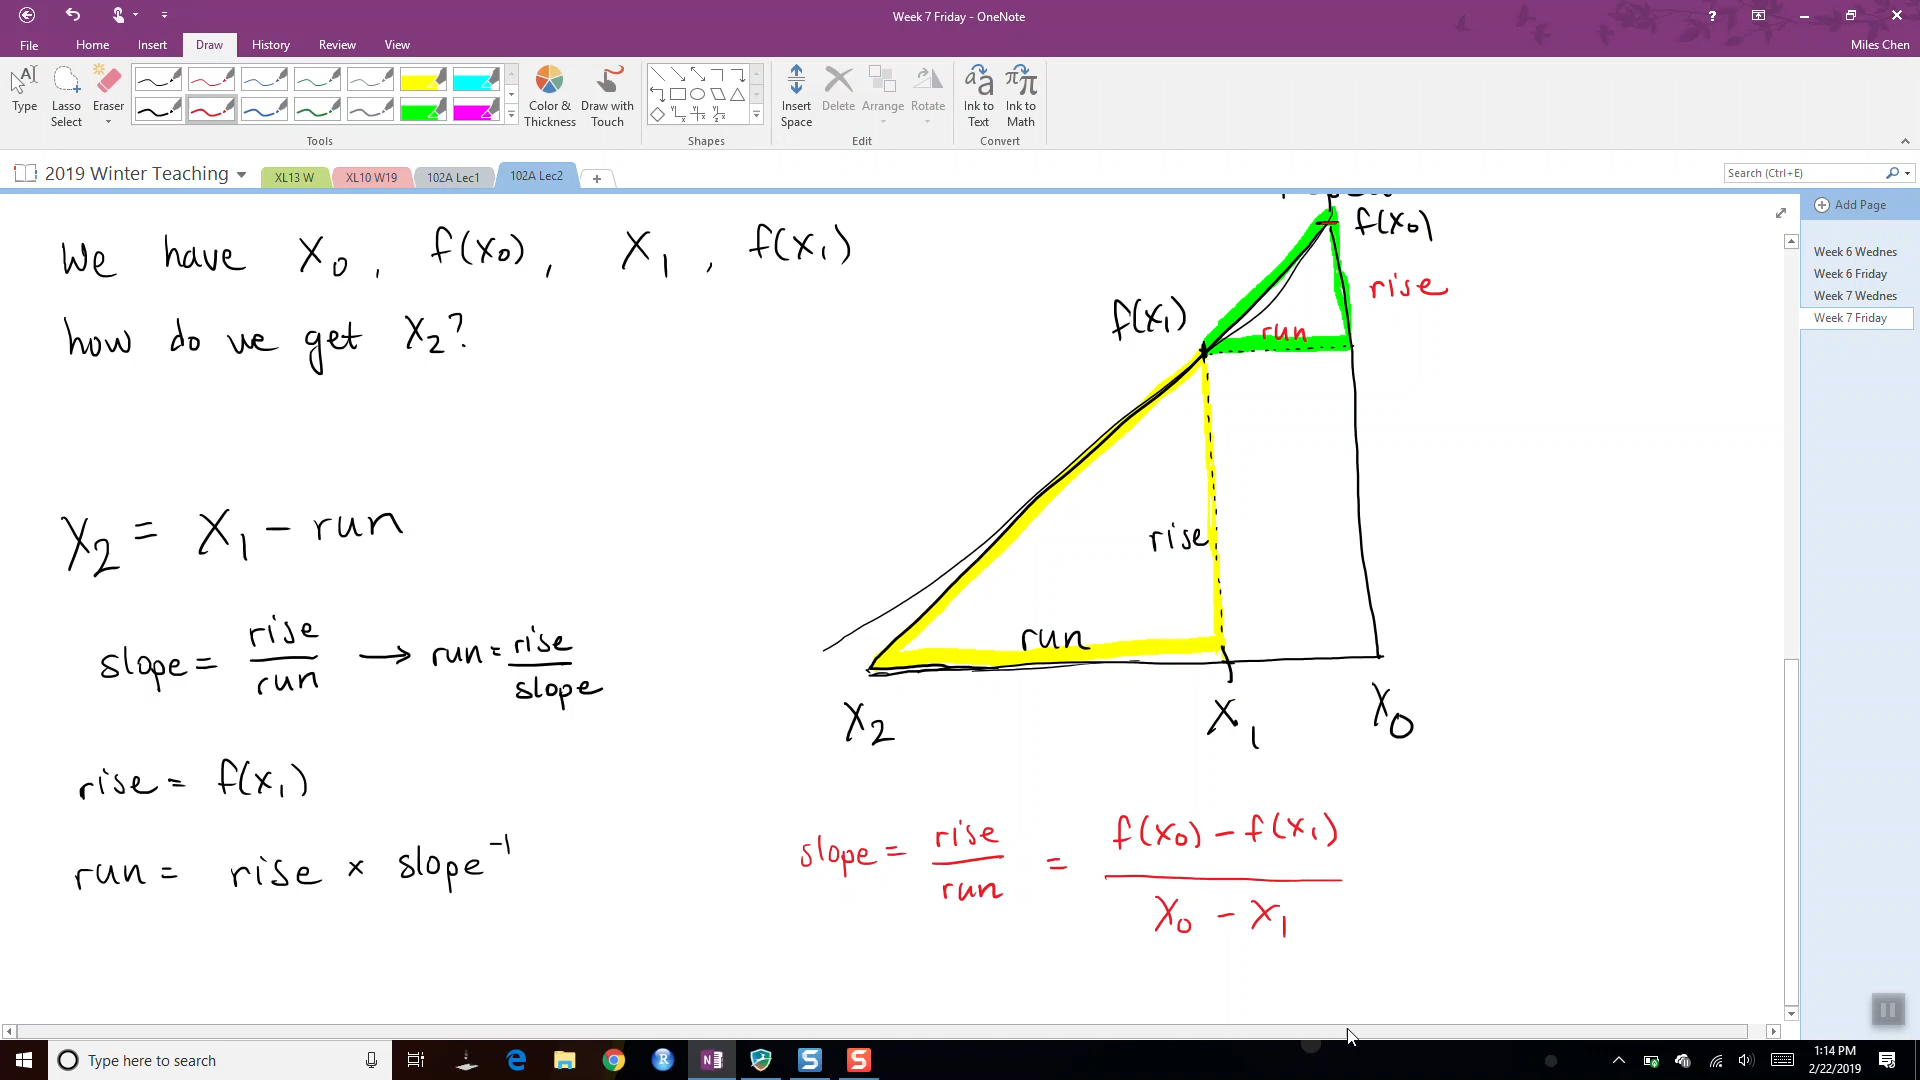 Week 7 Friday - OneNote
?
File
Home
Insert
Draw
History
Review
View
Miles Chen
Type
Lasso Select
Eraser
Color & Thickness
Draw with Touch
Insert Space
Delete
Arrange
Rotate
Ink to Text
Ink to Math
Tools
Shapes
Edit
Convert
2019 Winter Teaching
XL13 W
XL10 W19
102A Lec1
102A Lec2
Search (Ctrl+E)
Add Page
Week 6 Wednes
Week 6 Friday
Week 7 Wednes
Week 7 Friday
We have X₀, f(x₀), X₁, f(x₁)
how do we get X₂?
X₂ = X₁ - run
slope = rise/run → run = rise/slope
rise = f(x₁)
run = rise × slope⁻¹
f(x₀)
rise
f(x₁)
run
rise
run
X₂
X₁
X₀
slope = rise/run = f(x₀) - f(x₁) / X₀ - X₁
Type here to search
1:14 PM
2/22/2019